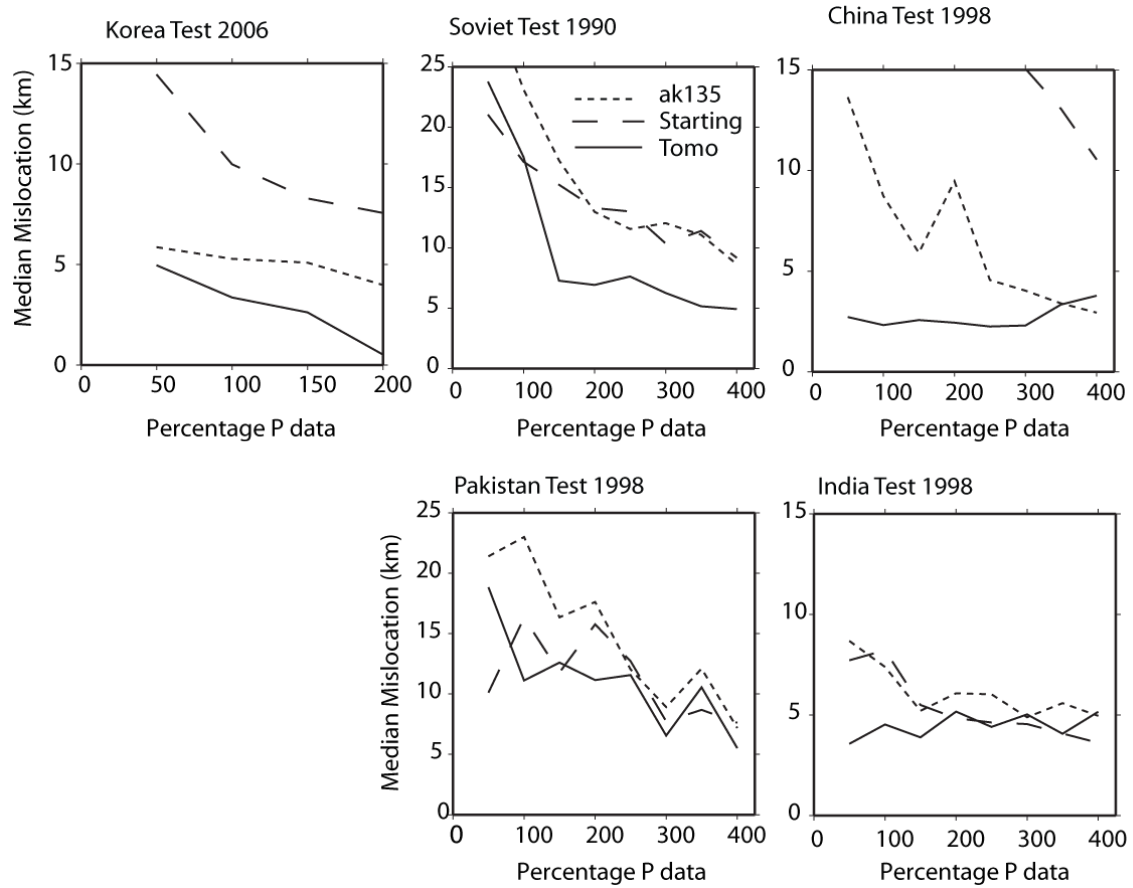 Korea Test 2006
15
10
5
0
0 50 100 150 200
Median Mislocation (km)
Percentage P data
Soviet Test 1990
25
20
15
10
5
0
0 100 200 300 400
ak135
Starting
Tomo
Percentage P data
China Test 1998
15
10
5
0
0 100 200 300 400
Percentage P data
Pakistan Test 1998
25
20
15
10
5
0
0 100 200 300 400
Median Mislocation (km)
Percentage P data
India Test 1998
15
10
5
0
0 100 200 300 400
Percentage P data